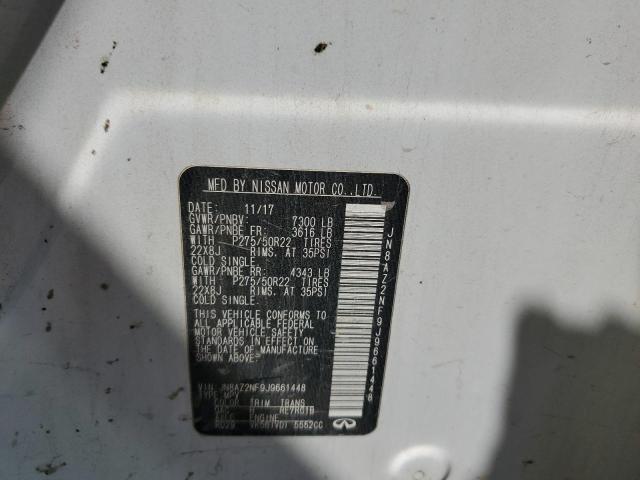 MFD BY NISSAN MOTOR CO.,LTD.
DATE: 11/17
GVWR/PNBV: 7300 LB
GAWR/PNBE FR: 3616 LB
WITH P275/50R22 TIRES
22X8J RIMS. AT 35PSI
COLD SINGLE
GAWR/PNBE RR: 4343 LB
WITH P275/50R22 TIRES
22X8J RIMS. AT 35PSI
COLD SINGLE
THIS VEHICLE CONFORMS TO
ALL APPLICABLE FEDERAL
MOTOR VEHICLE SAFETY
STANDARDS IN EFFECT ON
THE DATE OF MANUFACTURE
SHOWN ABOVE.
VIN: JN8AZ2NF9J9661448
TYPE: MPV
COLOR TRIM TRANS
RE7R01B
ENGINE
VK56(VD) 5552CC
JN8AZ2NF9J9661448